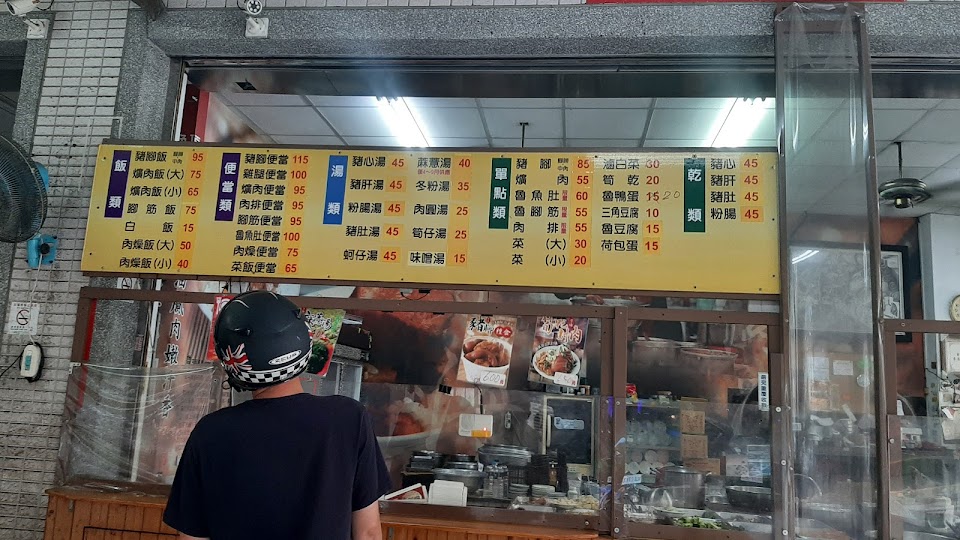 飯類
豬腳飯 95
爌肉飯(大) 75
爌肉飯(小) 65
腳筋飯 75
白飯 15
肉燥飯(大) 50
肉燥飯(小) 40
便當類
豬腳便當 115
雞腿便當 100
爌肉便當 95
肉排便當 95
腳筋便當 95
魯魚肚便當 100
肉燥便當 75
菜飯便當 65
湯類
豬心湯 45
豬肝湯 45
粉腸湯 45
豬肚湯 45
蚵仔湯 45
蔴薏湯 40
冬粉湯 35
肉圓湯 25
筍仔湯 25
味噌湯 15
單點類
豬腳 85
爌肉 55
魯魚肚 60
魯腳筋 55
肉排 55
菜(大) 30
菜(小) 20
滷白菜 30
筍乾 20
魯鴨蛋 15 20
三角豆腐 10
魯豆腐 15
荷包蛋 15
乾類
豬心 45
豬肝 45
豬肚 45
粉腸 45